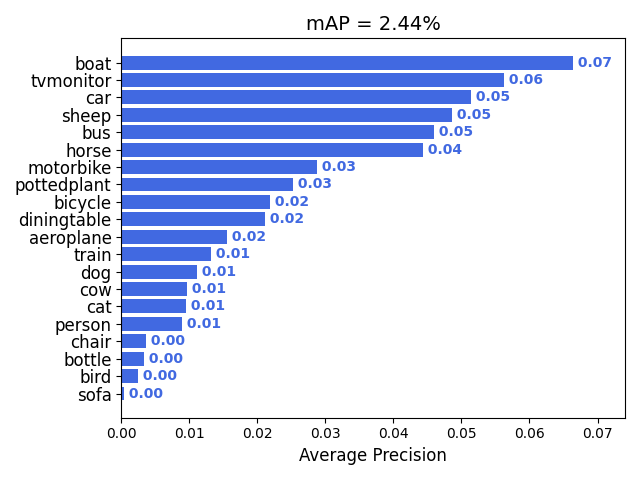 mAP = 2.44%
boat 0.07
tvmonitor 0.06
car 0.05
sheep 0.05
bus 0.05
horse 0.04
motorbike 0.03
pottedplant 0.03
bicycle 0.02
diningtable 0.02
aeroplane 0.02
train 0.01
dog 0.01
cow 0.01
cat 0.01
person 0.01
chair 0.00
bottle 0.00
bird 0.00
sofa 0.00
0.00 0.01 0.02 0.03 0.04 0.05 0.06 0.07
Average Precision